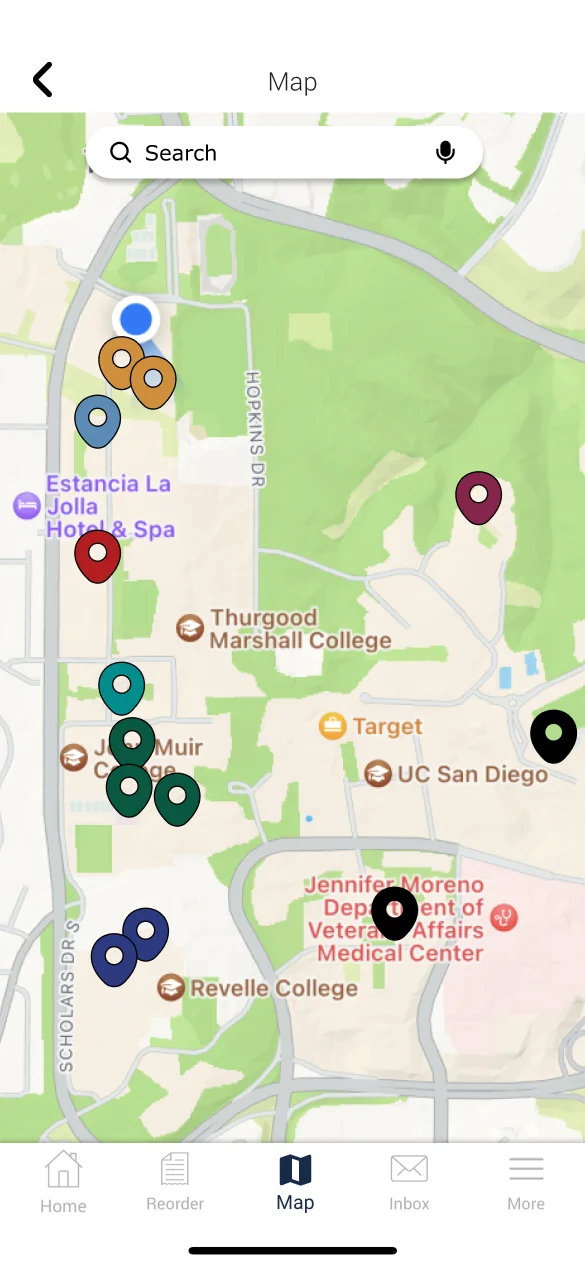 Map
Search
HOPKINS DR
Estancia La
Jolla
Hotel & Spa
Thurgood
Marshall College
Target
John Muir
College
UC San Diego
Jennifer Moreno
Department of
Veterans Affairs
Medical Center
Revelle College
SCHOLARS DR S
Home
Reorder
Map
Inbox
More